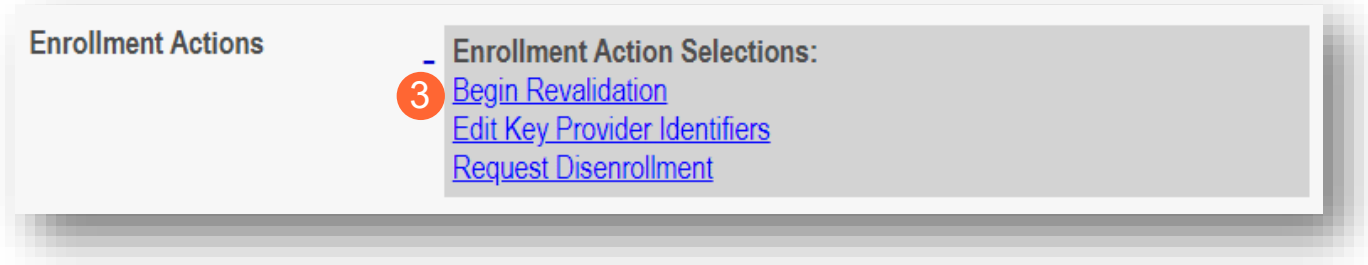 Enrollment Actions
- Enrollment Action Selections:
3 Begin Revalidation
Edit Key Provider Identifiers
Request Disenrollment